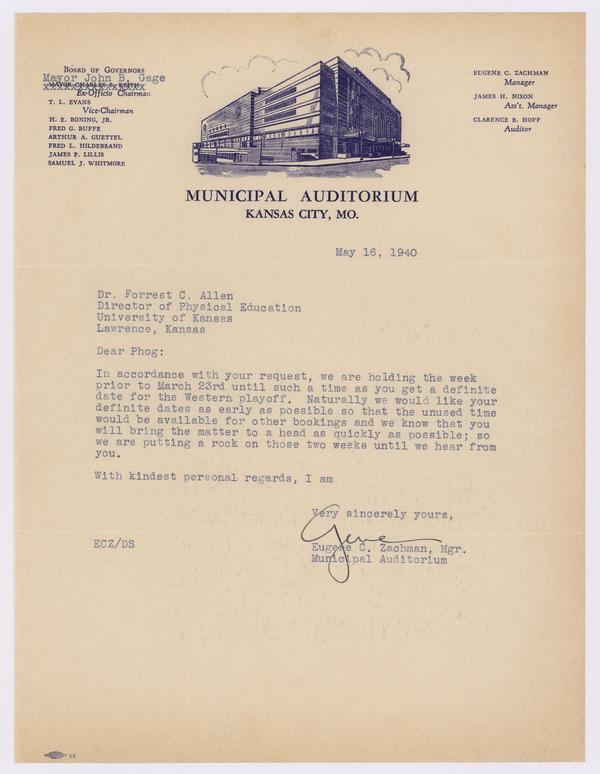 BOARD OF GOVERNORS
Mayor John B. Gage
Ex-Officio Chairman
T. L. EVANS
Vice-Chairman
H. E. BONING, JR.
FRED G. BUFFE
ARTHUR A. GUETTEL
FRED L. HILDEBRAND
JAMES P. LILLIS
SAMUEL J. WHITMORE
EUGENE C. ZACHMAN
Manager
JAMES H. NIXON
Ass't. Manager
CLARENCE B. HOFF
Auditor
MUNICIPAL AUDITORIUM
KANSAS CITY, MO.
May 16, 1940
Dr. Forrest C. Allen
Director of Physical Education
University of Kansas
Lawrence, Kansas
Dear Phog:
In accordance with your request, we are holding the week
prior to March 23rd until such a time as you get a definite
date for the Western playoff. Naturally we would like your
definite dates as early as possible so that the unused time
would be available for other bookings and we know that you
will bring the matter to a head as quickly as possible; so
we are putting a rock on those two weeks until we hear from
you.
With kindest personal regards, I am
Very sincerely yours,
Gene
ECZ/DS
Eugene C. Zachman, Mgr.
Municipal Auditorium